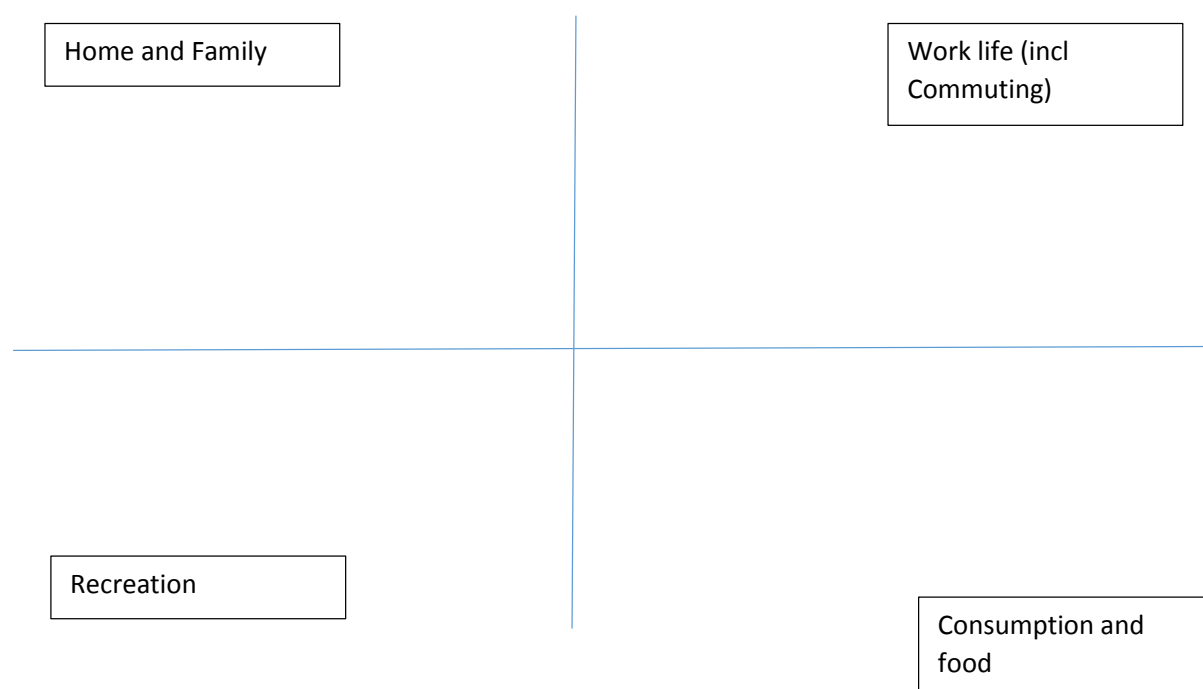 Home and Family
Work life (incl
Commuting)
Recreation
Consumption and
food